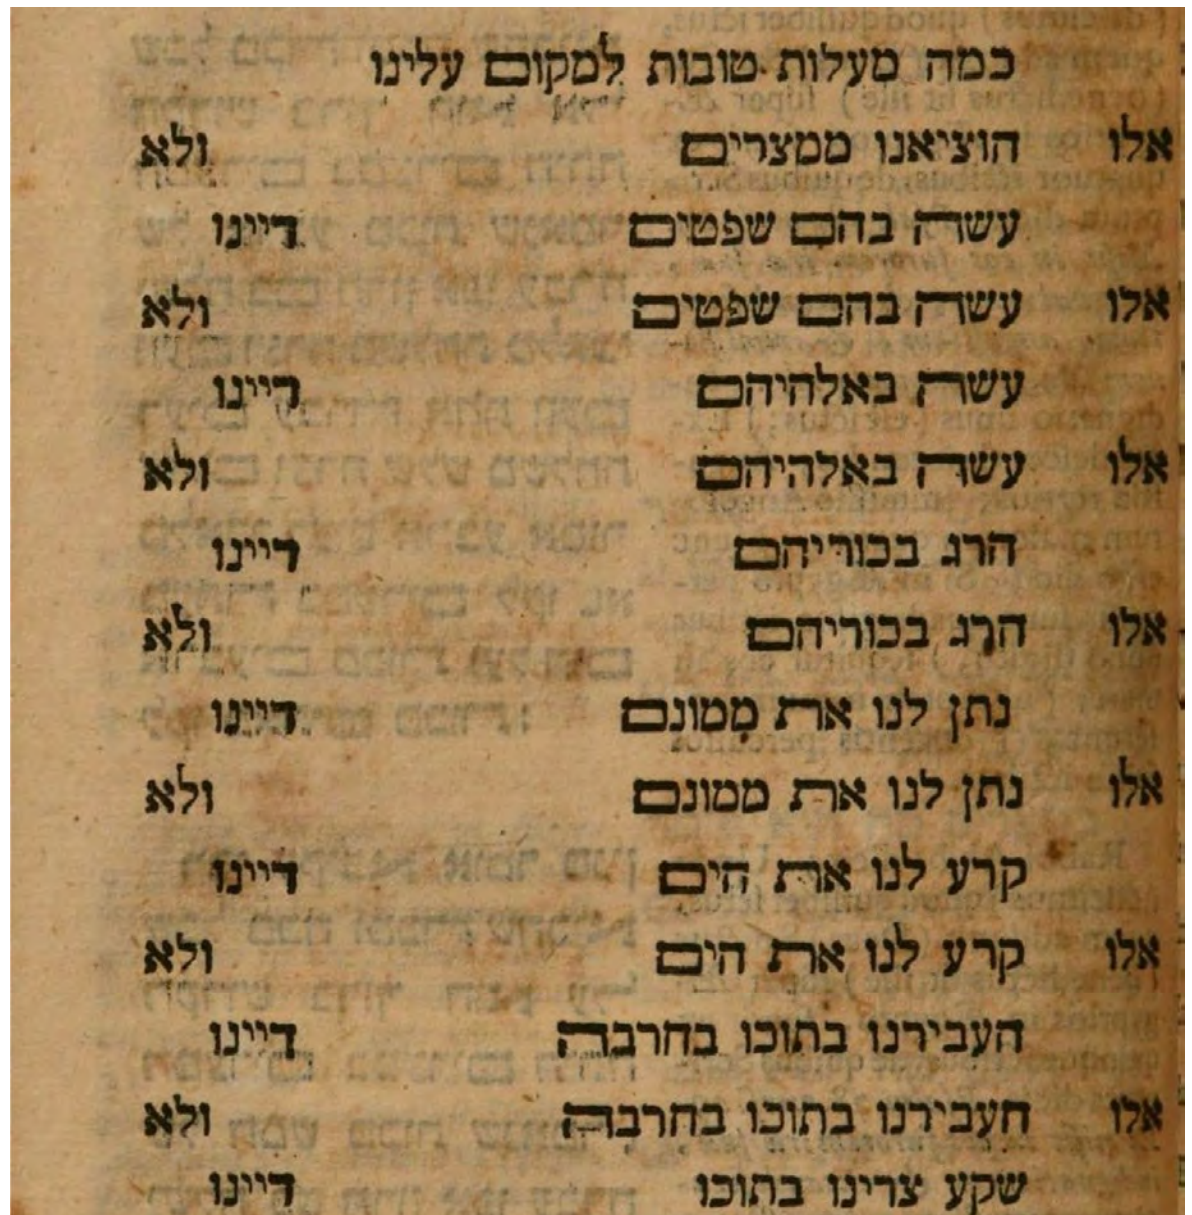 כמה מעלות טובות למקום עלינו
אלו הוציאנו ממצרים ולא
עשה בהם שפטים דיינו
אלו עשה בהם שפטים ולא
עשה באלהיהם דיינו
אלו עשה באלהיהם ולא
הרג בכוריהם דיינו
אלו הרג בכוריהם ולא
נתן לנו את ממונם דיינו
אלו נתן לנו את ממונם ולא
קרע לנו את הים דיינו
אלו קרע לנו את הים ולא
העבירנו בתוכו בחרבה דיינו
אלו העבירנו בתוכו בחרבה ולא
שקע צרינו בתוכו דיינו